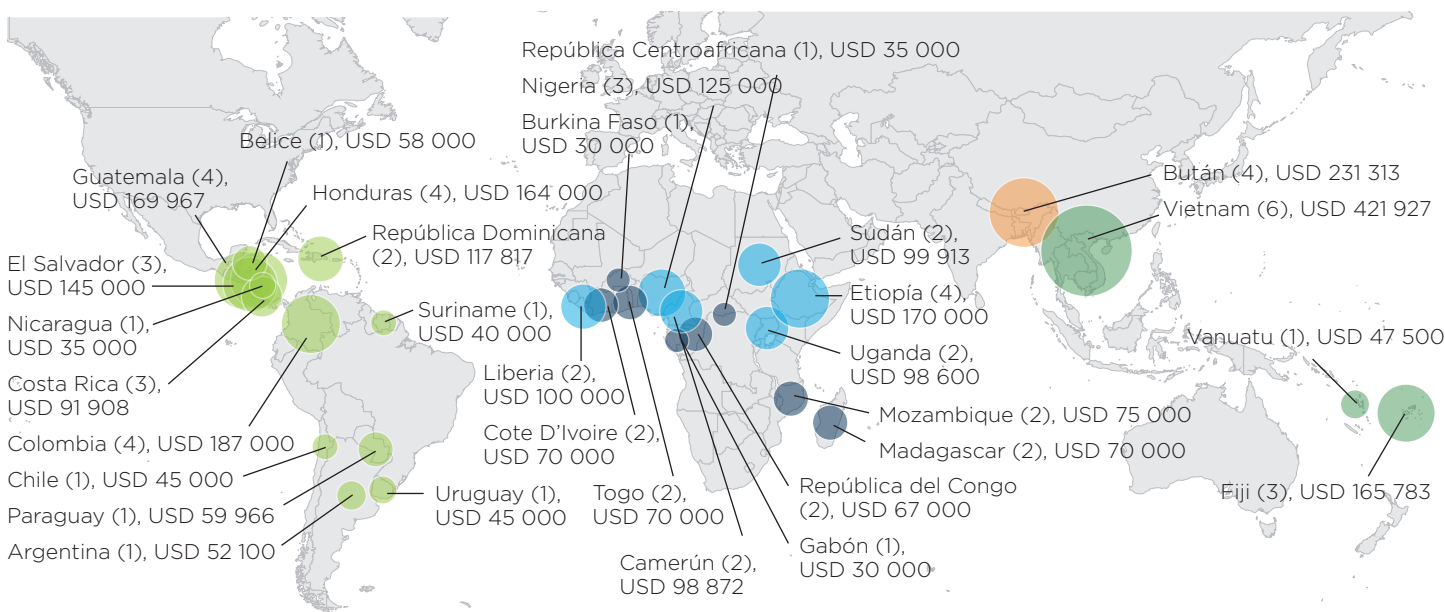 República Centroafricana (1), USD 35 000
Nigeria (3), USD 125 000
Burkina Faso (1),
USD 30 000
Belice (1), USD 58 000
Guatemala (4),
USD 169 967
Honduras (4), USD 164 000
República Dominicana
(2), USD 117 817
El Salvador (3),
USD 145 000
Nicaragua (1),
USD 35 000
Costa Rica (3),
USD 91 908
Colombia (4), USD 187 000
Chile (1), USD 45 000
Paraguay (1), USD 59 966
Argentina (1), USD 52 100
Suriname (1),
USD 40 000
Uruguay (1),
USD 45 000
Liberia (2),
USD 100 000
Cote D’Ivoire (2),
USD 70 000
Togo (2),
USD 70 000
Camerún (2),
USD 98 872
Gabón (1),
USD 30 000
República del Congo
(2), USD 67 000
Madagascar (2), USD 70 000
Mozambique (2), USD 75 000
Uganda (2),
USD 98 600
Etiopía (4),
USD 170 000
Sudán (2),
USD 99 913
Bután (4), USD 231 313
Vietnam (6), USD 421 927
Vanuatu (1), USD 47 500
Fiji (3), USD 165 783